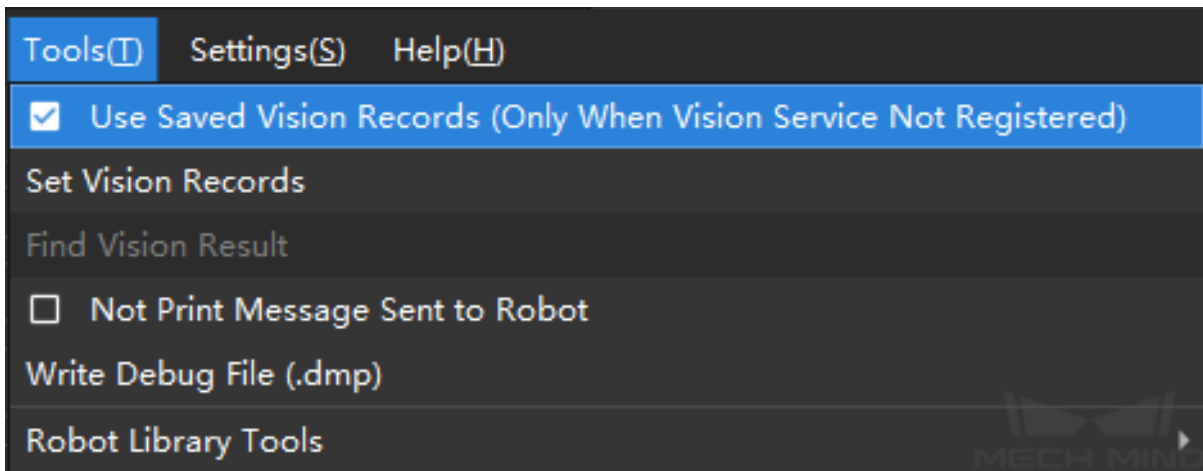 Tools(T) Settings(S) Help(H)
Use Saved Vision Records (Only When Vision Service Not Registered)
Set Vision Records
Find Vision Result
Not Print Message Sent to Robot
Write Debug File (.dmp)
Robot Library Tools
MECH MIND